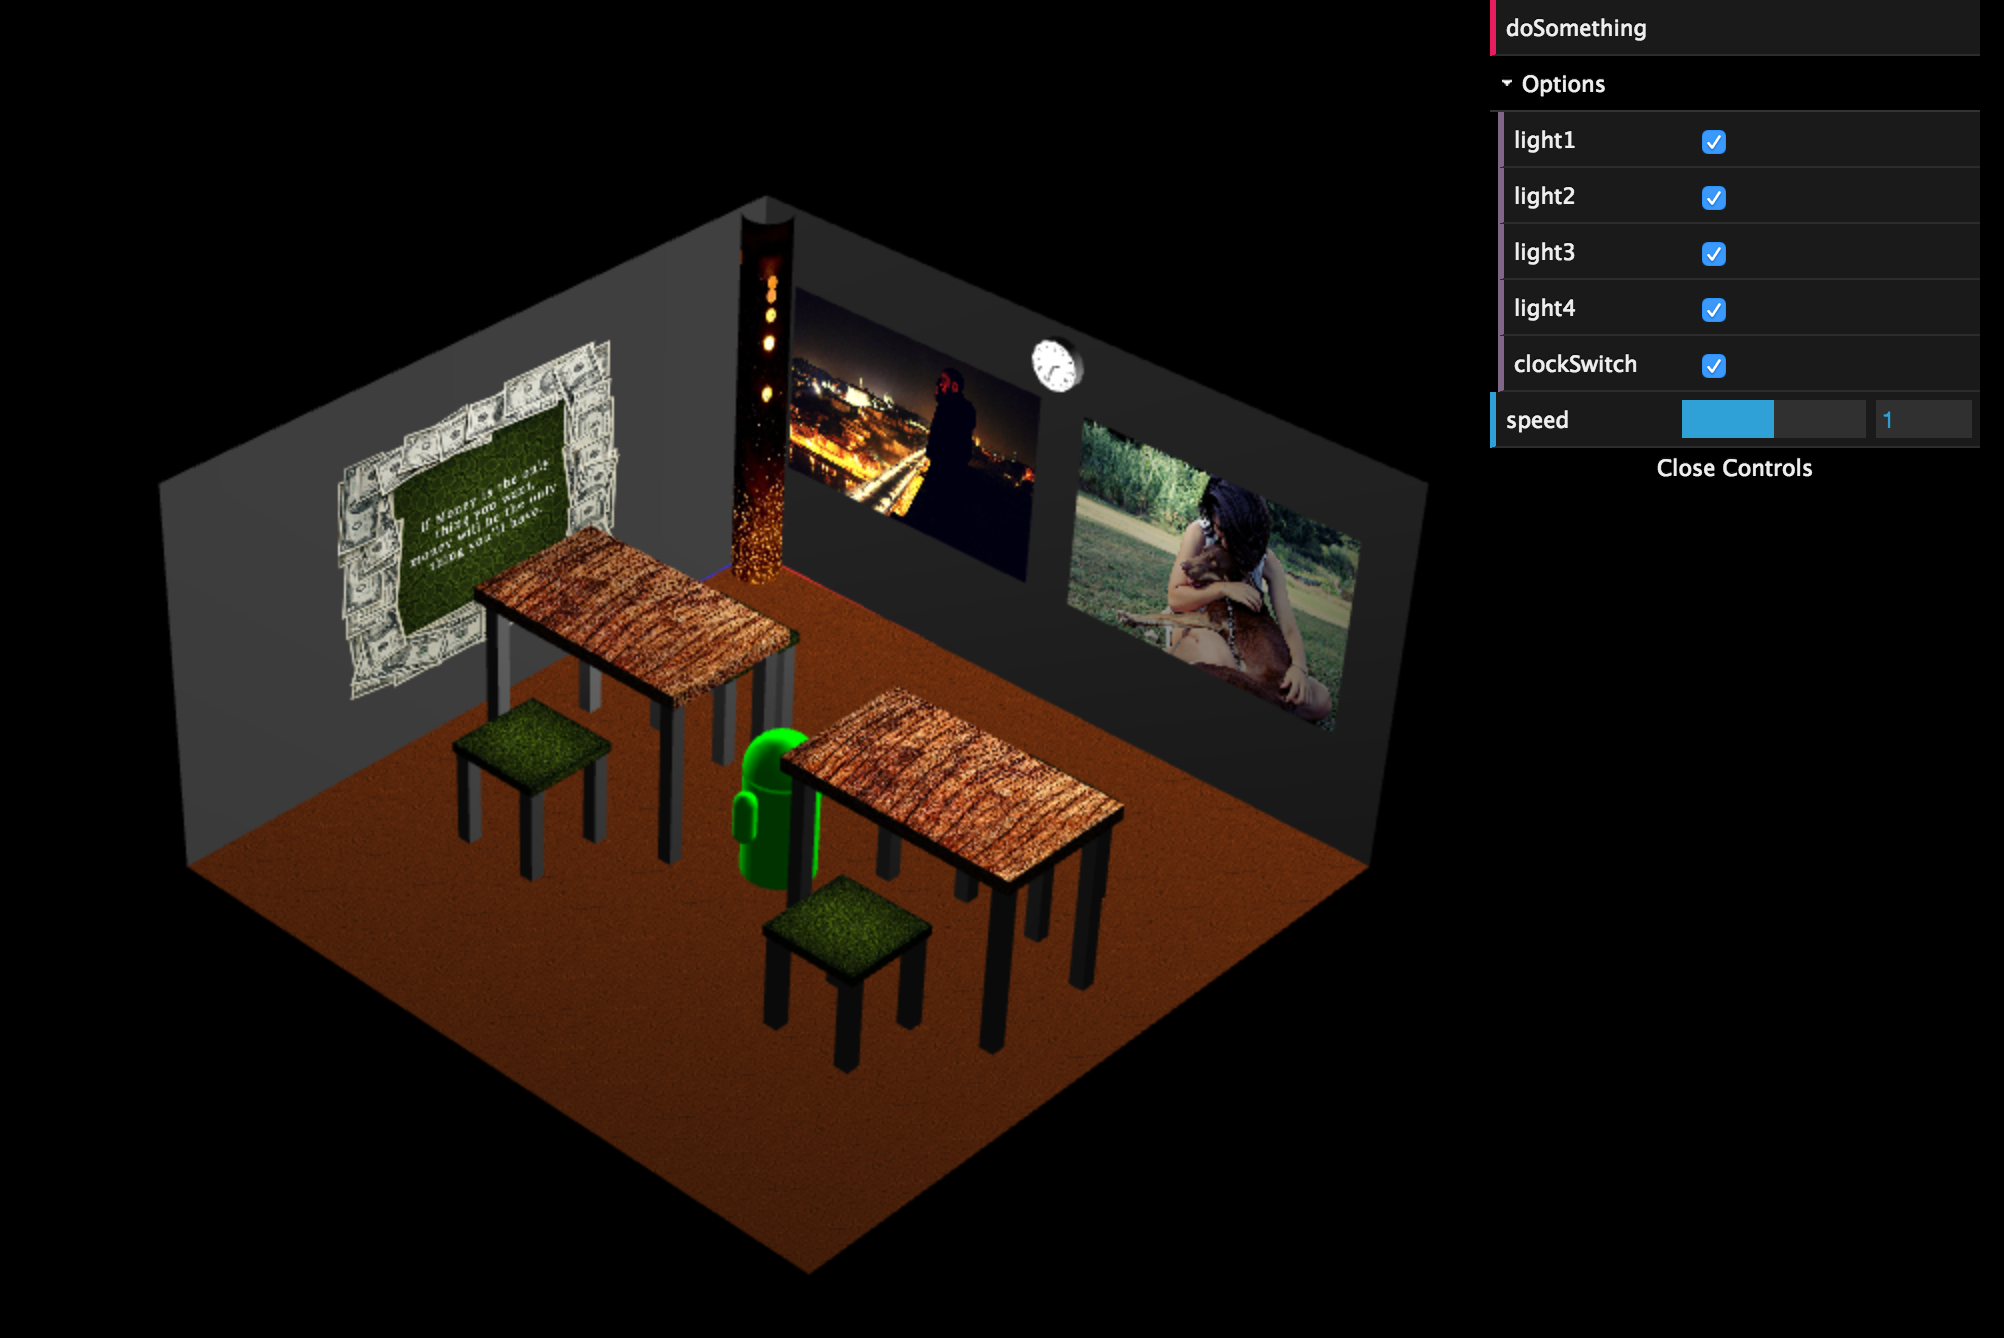 doSomething
Options
light1
light2
light3
light4
clockSwitch
speed 1
Close Controls
If Money is the only
thing you want,
money will be the only
thing you'll have.